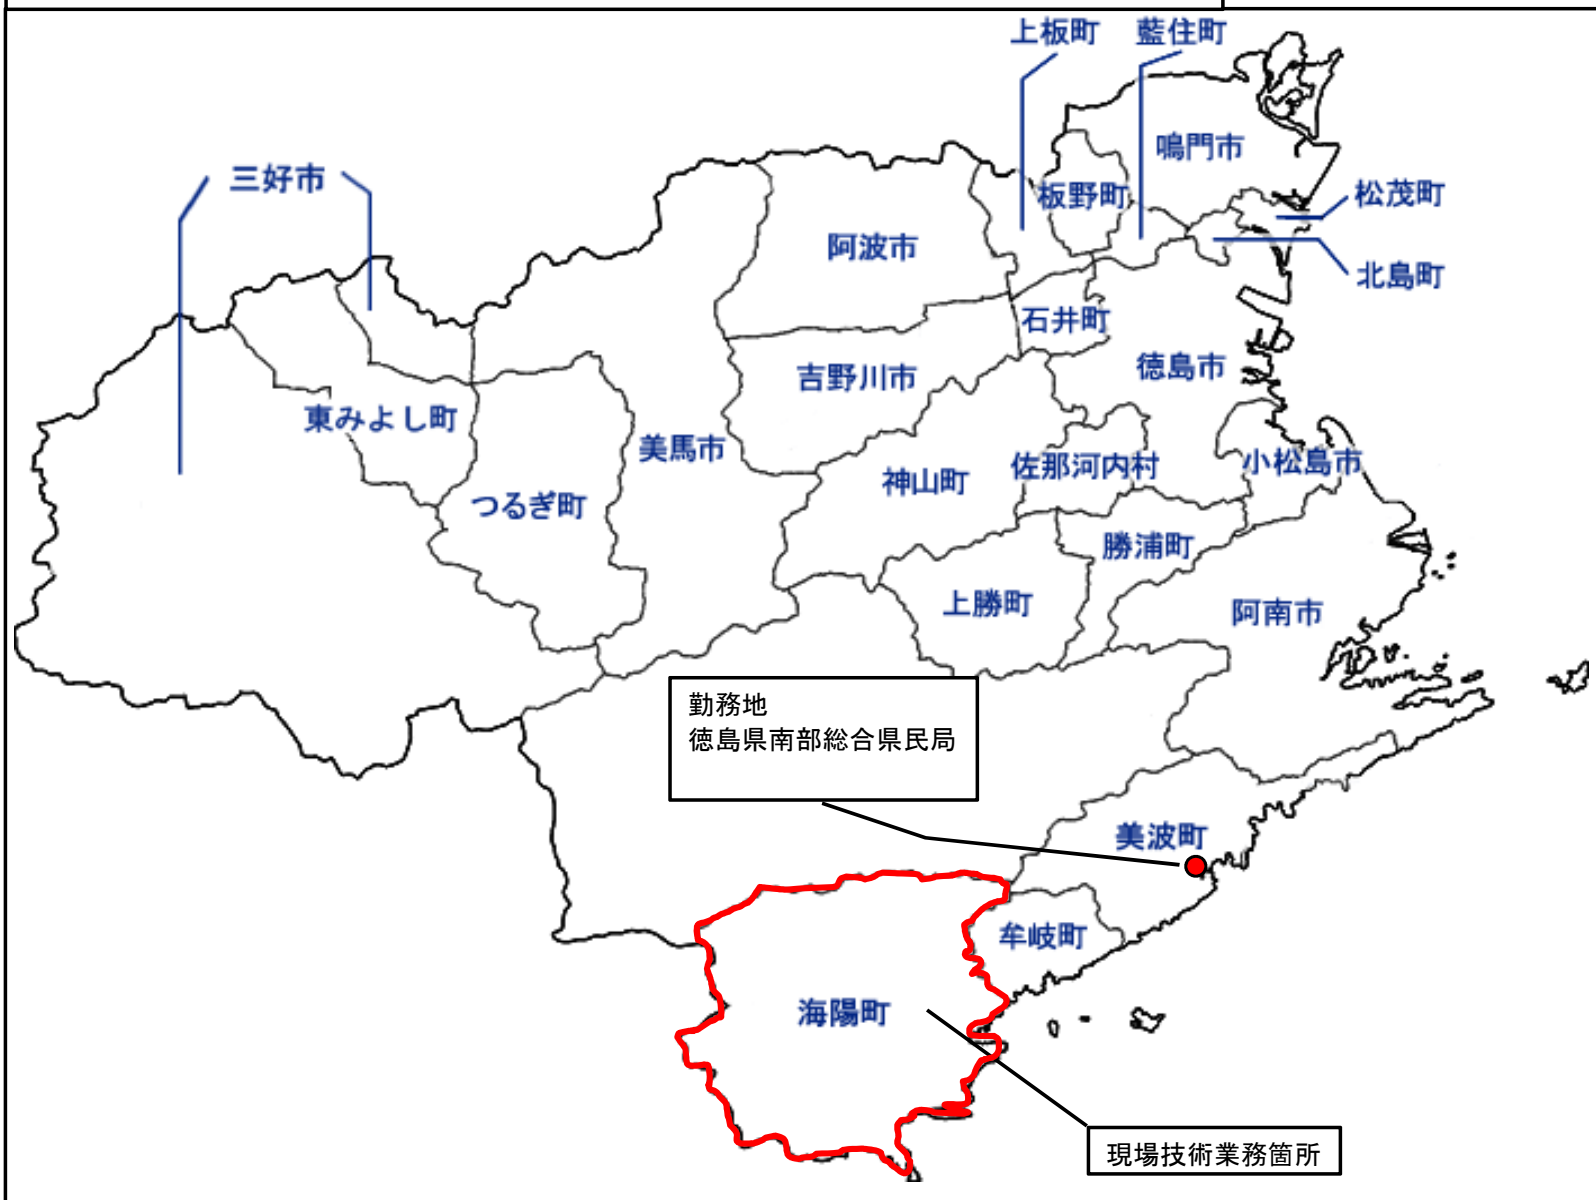 上板町
藍住町
鳴門市
三好市
板野町
松茂町
阿波市
北島町
石井町
徳島市
吉野川市
東みよし町
美馬市
小松島市
佐那河内村
神山町
つるぎ町
勝浦町
上勝町
阿南市
勤務地
徳島県南部総合県民局
美波町
牟岐町
海陽町
現場技術業務箇所